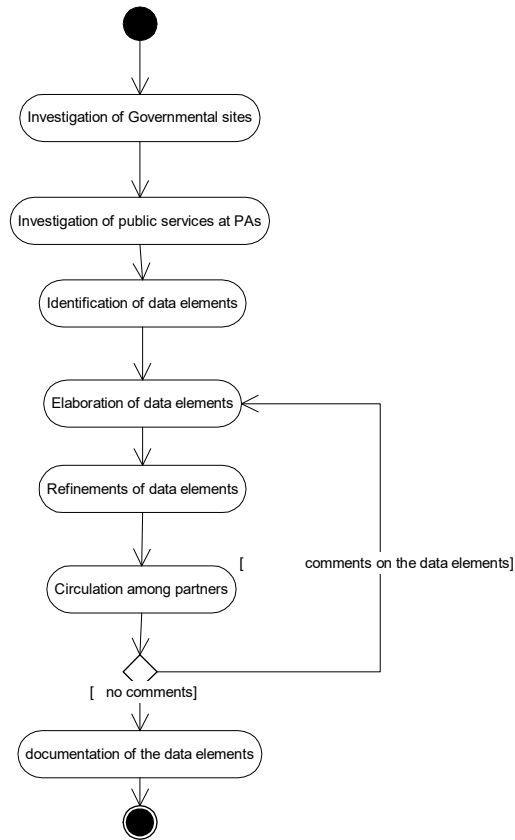 Investigation of Governmental sites
Investigation of public services at PAs
Identification of data elements
Elaboration of data elements
Refinements of data elements
[ comments on the data elements]
Circulation among partners
[ no comments]
documentation of the data elements